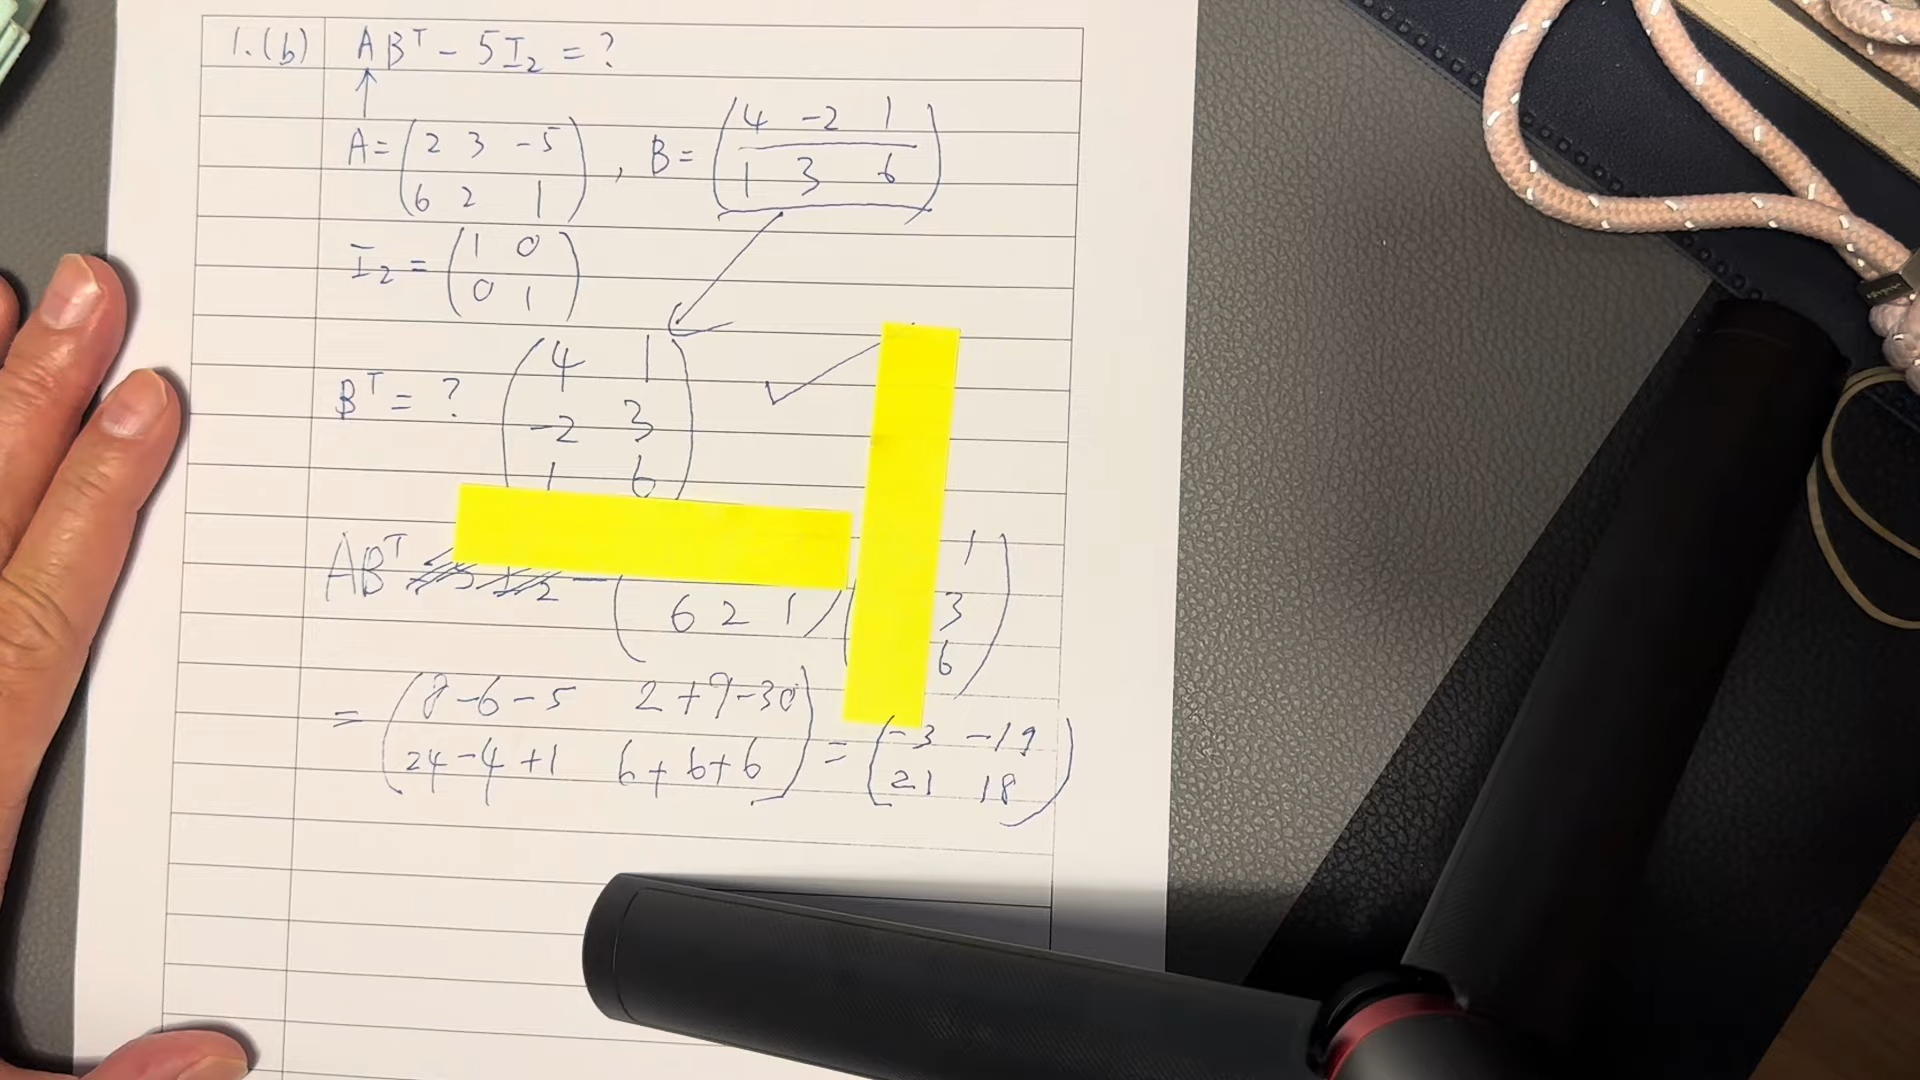 1.(b) ABᵀ - 5I₂ = ?
A = (2 3 -5
6 2 1), B = (4 -2 1
1 3 6)
I₂ = (1 0
0 1)
Bᵀ = ? (4 1
-2 3
1 6)
ABᵀ
1
6 2 1
3
6
= (8-6-5 2+9-30
24-4+1 6+6+6) = (-3 -19
21 18)